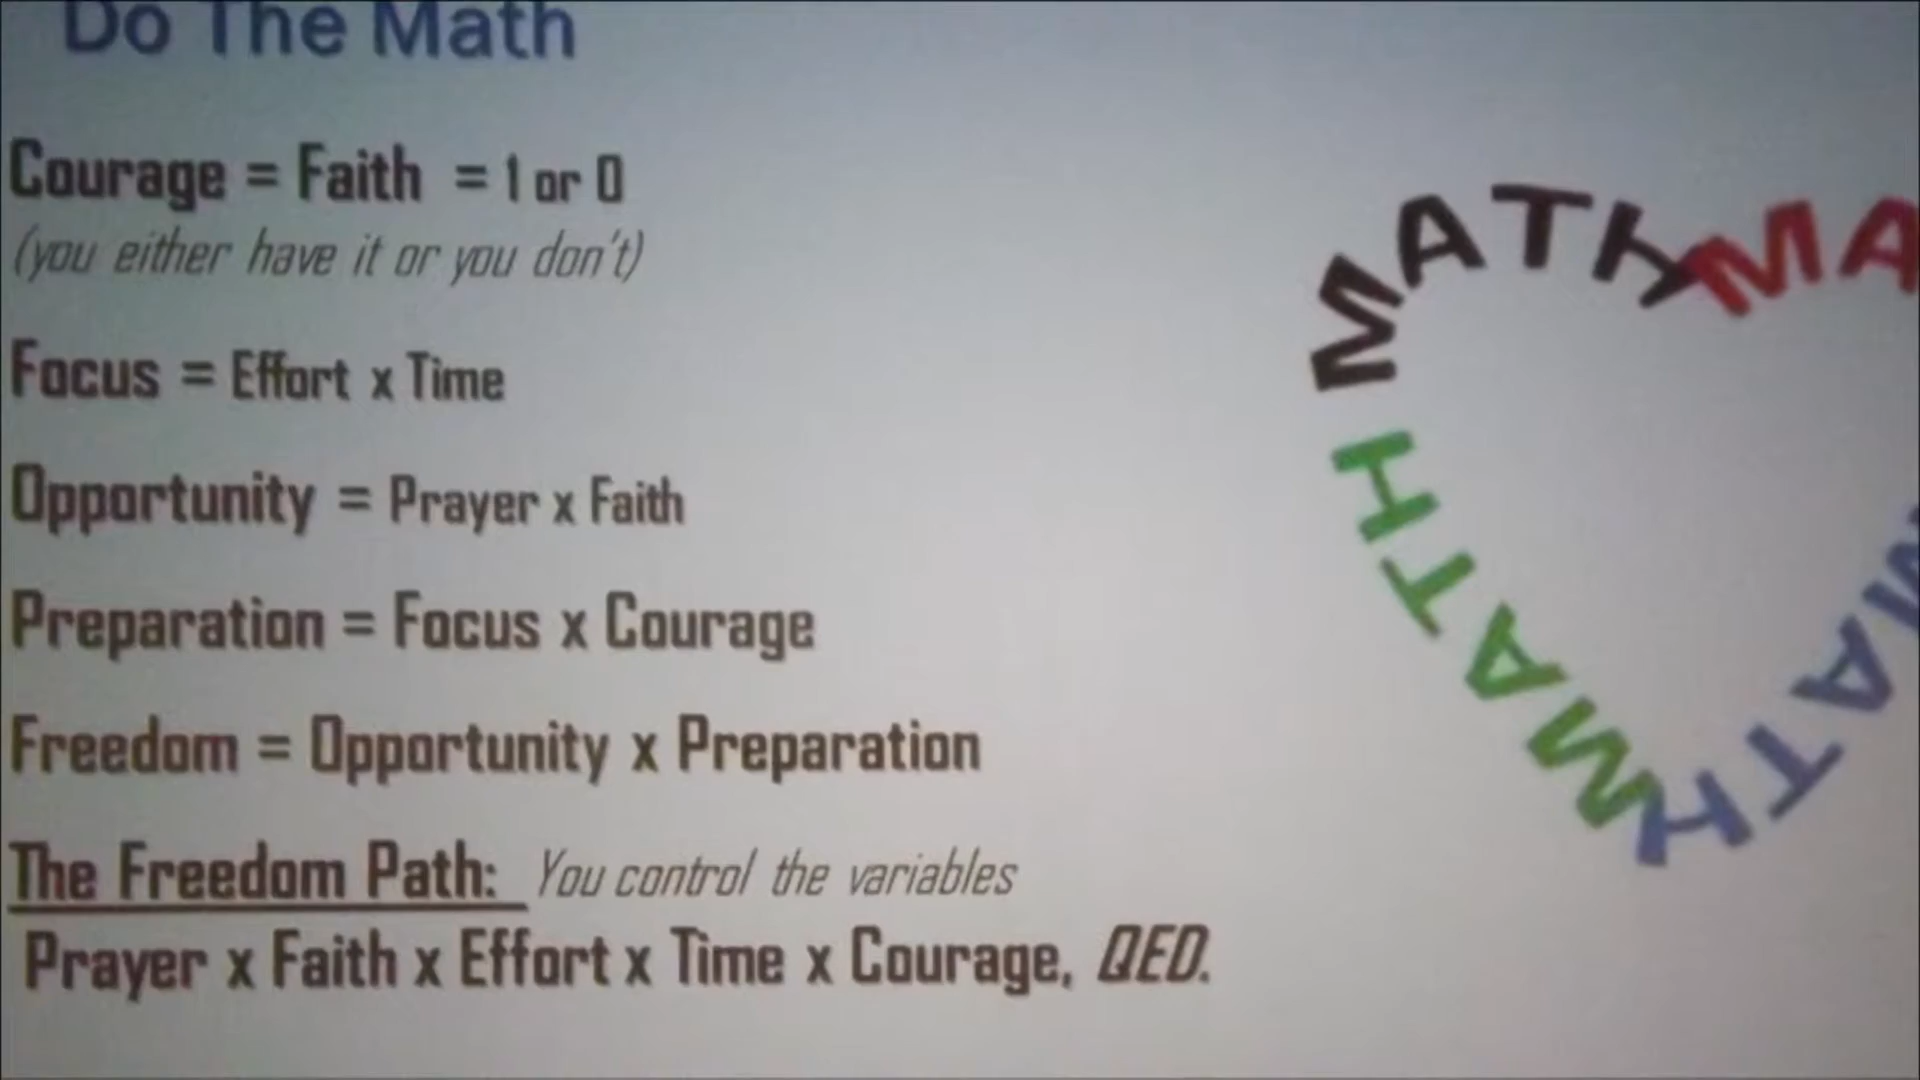 Do The Math
Courage = Faith = 1 or 0
(you either have it or you don't)
Focus = Effort x Time
Opportunity = Prayer x Faith
Preparation = Focus x Courage
Freedom = Opportunity x Preparation
The Freedom Path: You control the variables
Prayer x Faith x Effort x Time x Courage, QED.
MATH
MA
MATH
MATH